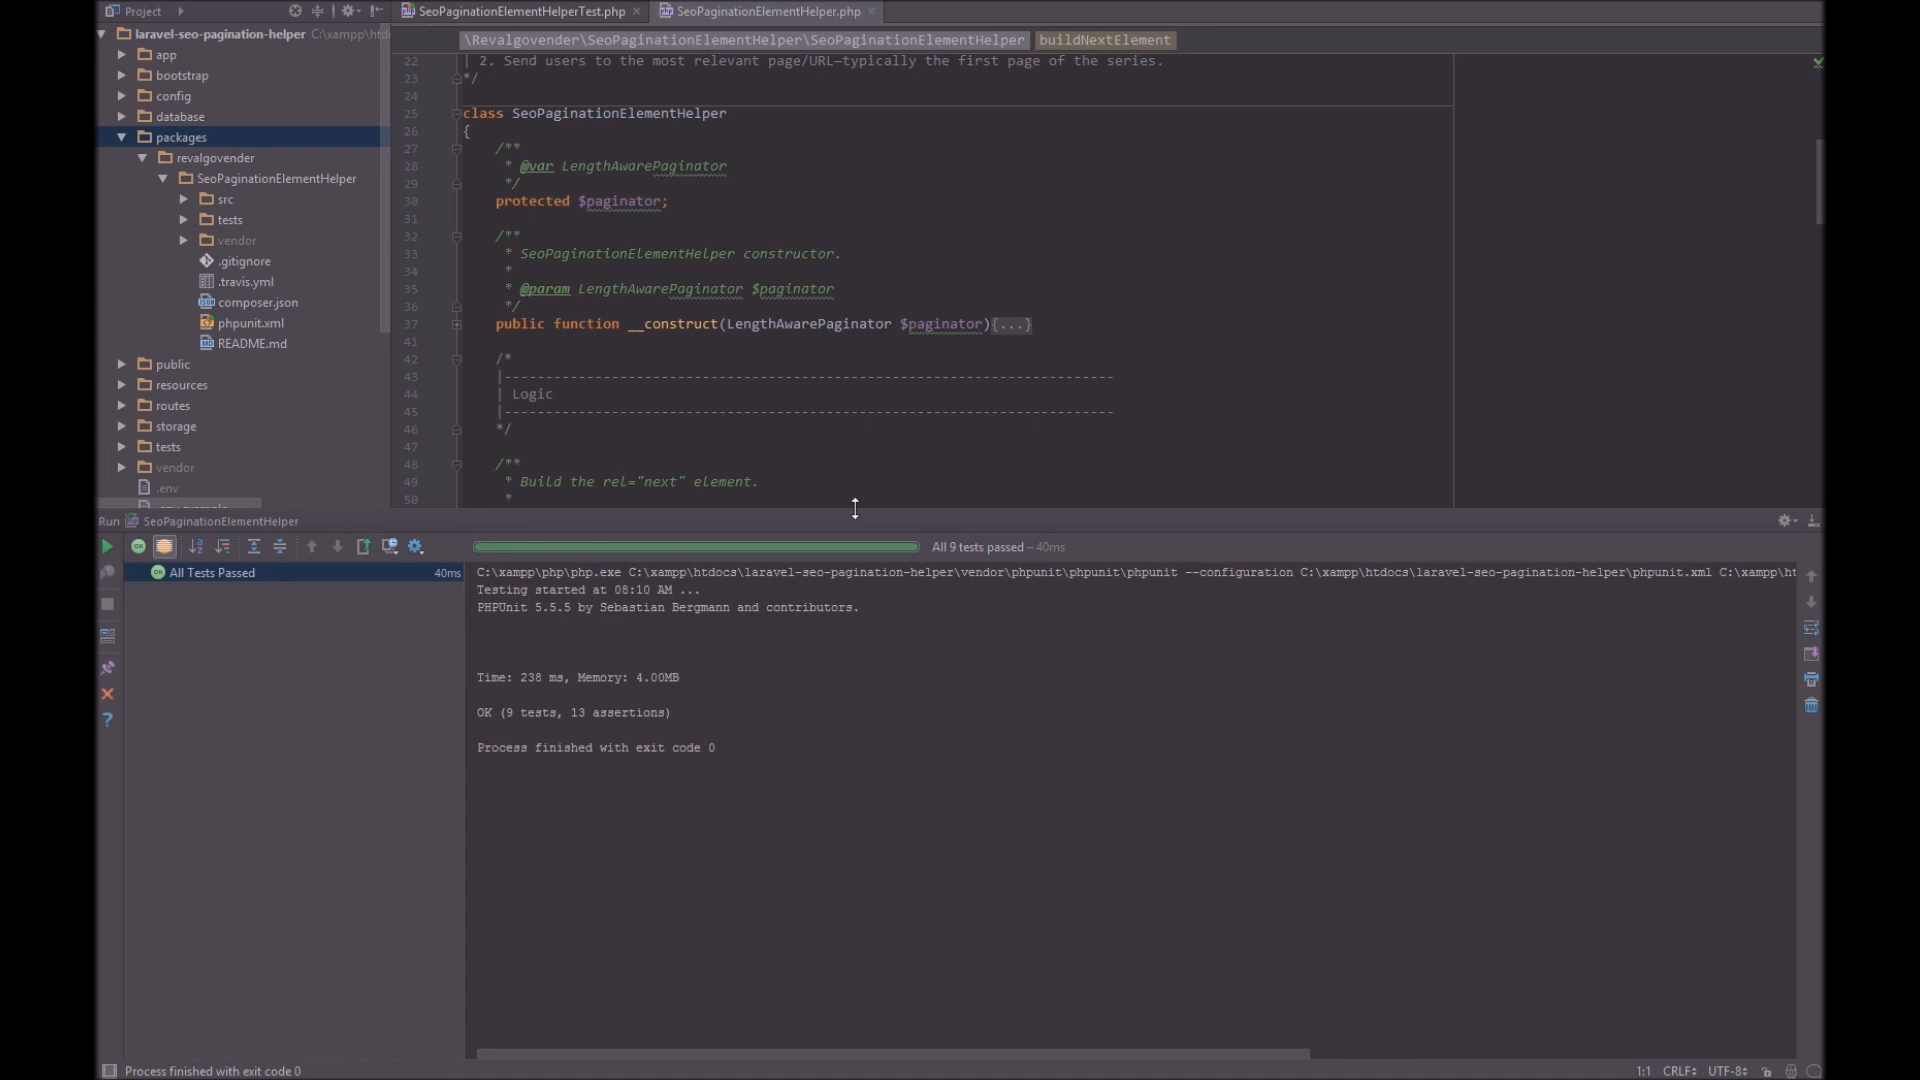 Project
SeoPaginationElementHelperTest.php
SeoPaginationElementHelper.php
laravel-seo-pagination-helper C:\xampp\htd
app
bootstrap
config
database
packages
revalgovender
SeoPaginationElementHelper
src
tests
vendor
.gitignore
.travis.yml
composer.json
phpunit.xml
README.md
public
resources
routes
storage
tests
vendor
.env
\Revalgovender\SeoPaginationElementHelper\SeoPaginationElementHelper buildNextElement
22 | 2. Send users to the most relevant page/URL—typically the first page of the series.
23 */
24
25 class SeoPaginationElementHelper
26 {
27 /**
28 * @var LengthAwarePaginator
29 */
30 protected $paginator;
31
32 /**
33 * SeoPaginationElementHelper constructor.
34 *
35 * @param LengthAwarePaginator $paginator
36 */
37 public function __construct(LengthAwarePaginator $paginator){...}
41
42 /*
43 |--------------------------------------------------------------------------
44 | Logic
45 |--------------------------------------------------------------------------
46 */
47
48 /**
49 * Build the rel="next" element.
50 *
Run SeoPaginationElementHelper
All 9 tests passed – 40ms
All Tests Passed 40ms
C:\xampp\php\php.exe C:\xampp\htdocs\laravel-seo-pagination-helper\vendor\phpunit\phpunit\phpunit --configuration C:\xampp\htdocs\laravel-seo-pagination-helper\phpunit.xml C:\xampp\ht
Testing started at 08:10 AM ...
PHPUnit 5.5.5 by Sebastian Bergmann and contributors.
Time: 238 ms, Memory: 4.00MB
OK (9 tests, 13 assertions)
Process finished with exit code 0
Process finished with exit code 0
1:1 CRLF UTF-8